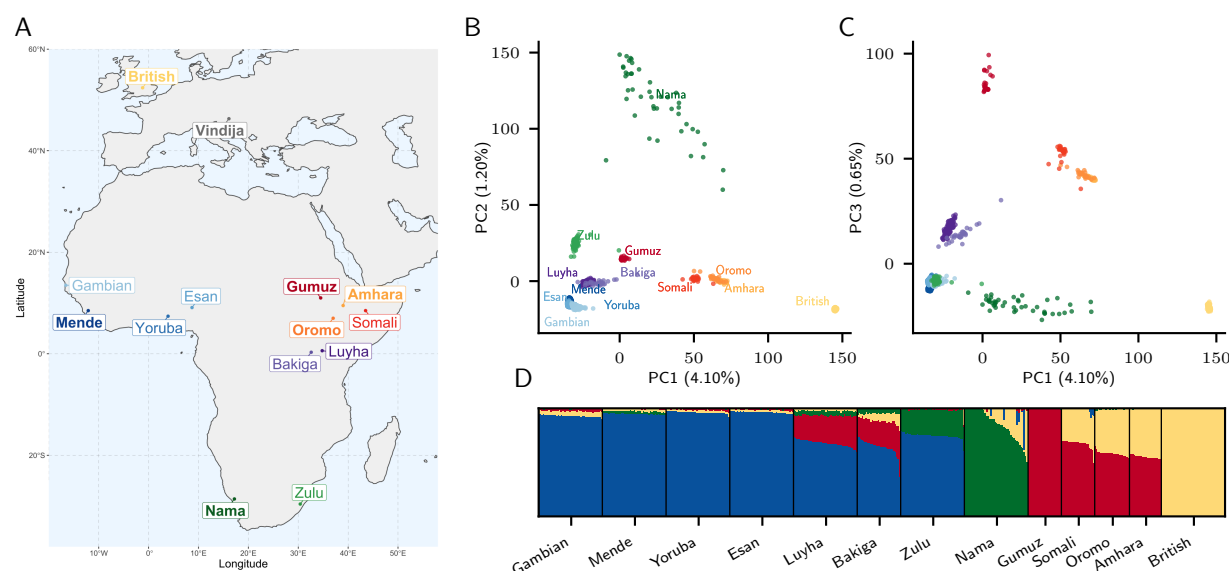 A
60°N
40°N
20°N
0°
20°S
10°W
0°
10°E
20°E
30°E
40°E
50°E
Latitude
Longitude
British
Vindija
Gambian
Mende
Esan
Yoruba
Gumuz
Amhara
Oromo
Somali
Luyha
Bakiga
Zulu
Nama
B
150
100
50
0
0
50
100
150
PC2 (1.20%)
PC1 (4.10%)
Nama
Zulu
Gumuz
Luyha
Bakiga
Mende
Esan
Yoruba
Gambian
Somali
Oromo
Amhara
British
C
100
50
0
0
50
100
150
PC3 (0.65%)
PC1 (4.10%)
D
Gambian
Mende
Yoruba
Esan
Luyha
Bakiga
Zulu
Nama
Gumuz
Somali
Oromo
Amhara
British